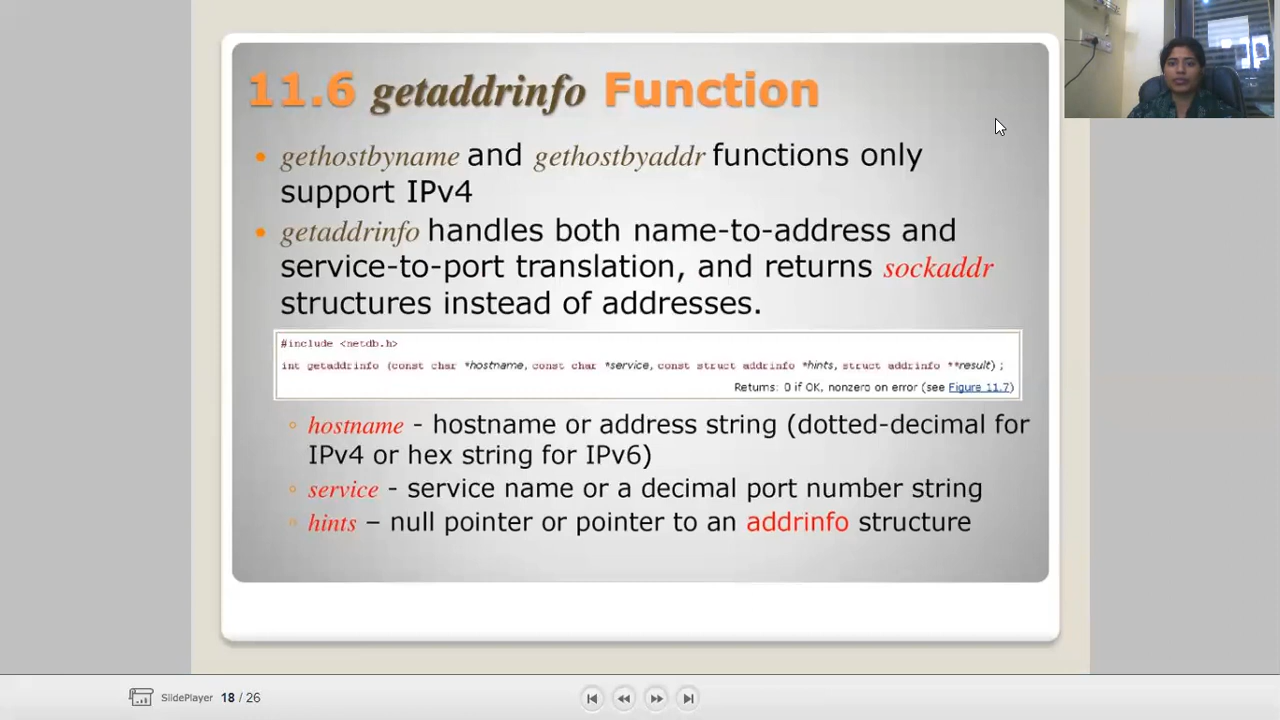 11.6 getaddrinfo Function
• gethostbyname and gethostbyaddr functions only
support IPv4
• getaddrinfo handles both name-to-address and
service-to-port translation, and returns sockaddr
structures instead of addresses.
#include <netdb.h>
int getaddrinfo (const char *hostname, const char *service, const struct addrinfo *hints, struct addrinfo **result) ;
Returns: 0 if OK, nonzero on error (see Figure 11.7)
◦ hostname - hostname or address string (dotted-decimal for
IPv4 or hex string for IPv6)
◦ service - service name or a decimal port number string
◦ hints – null pointer or pointer to an addrinfo structure
SlidePlayer 18 / 26